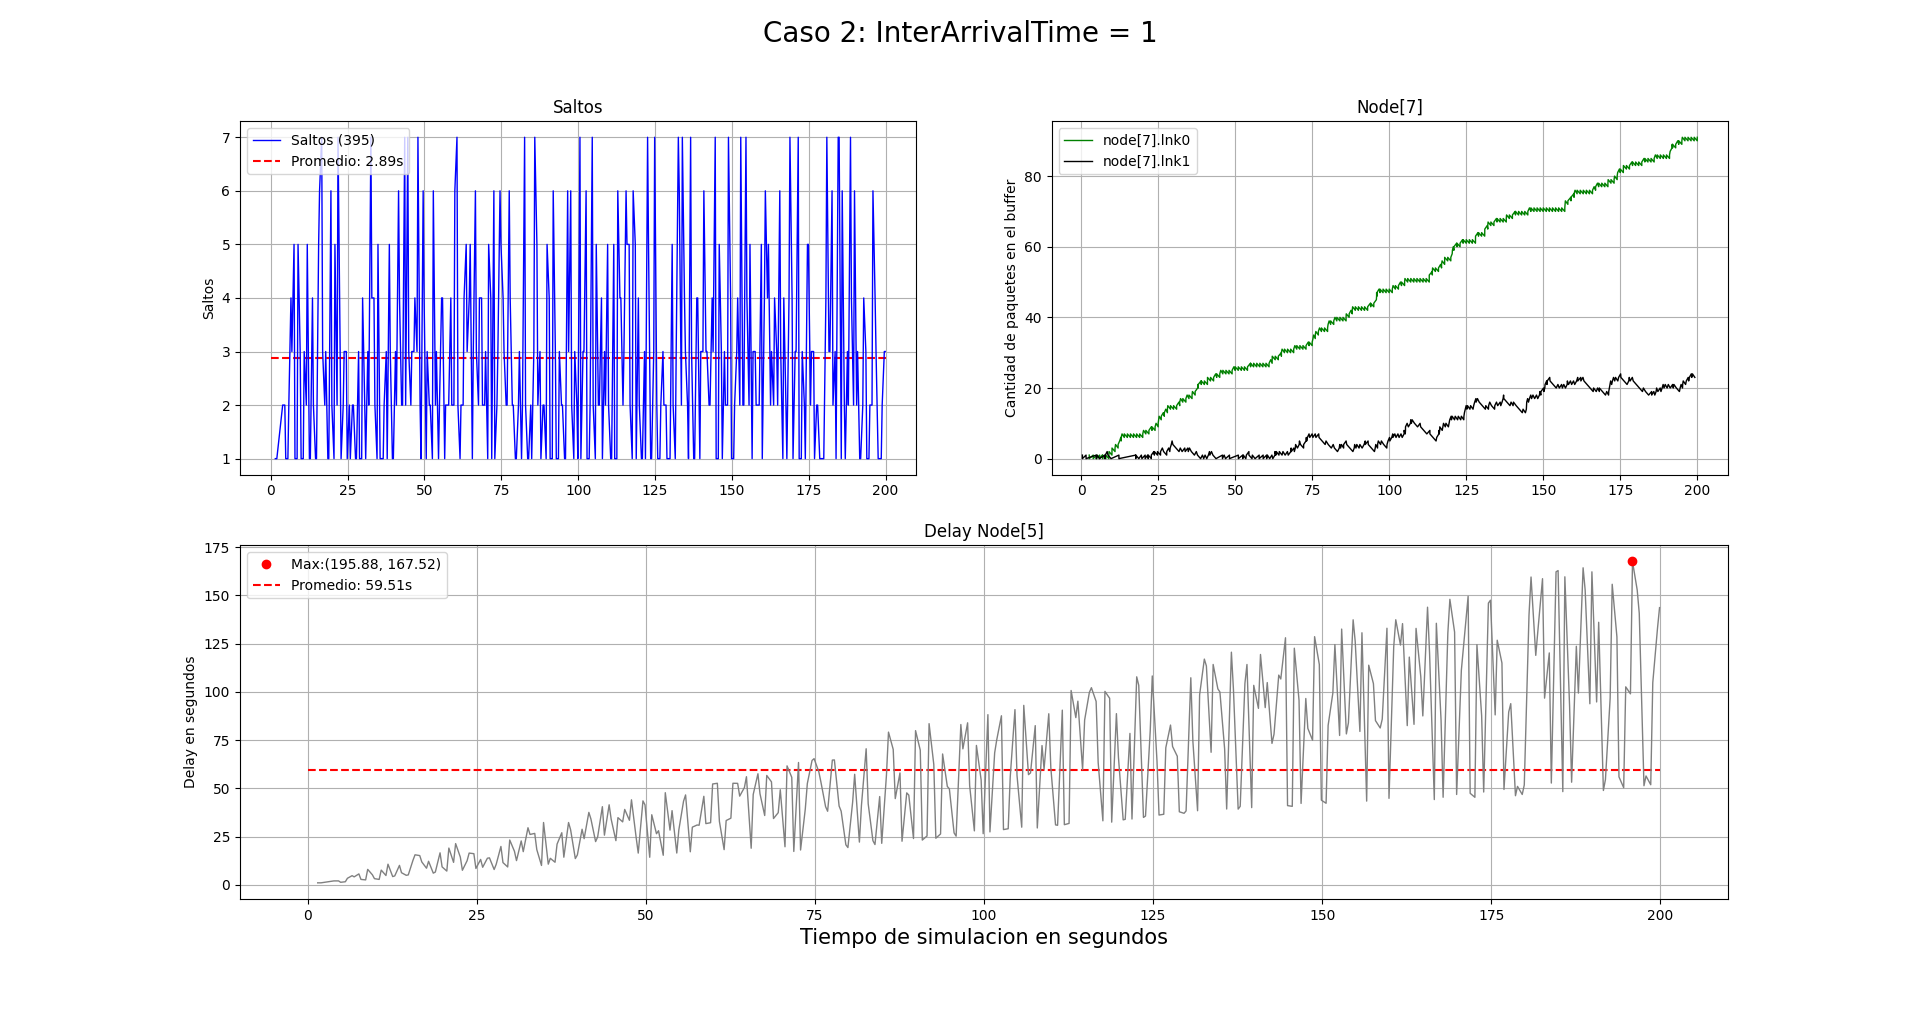 Caso 2: InterArrivalTime = 1
Saltos
Saltos (395)
Promedio: 2.89s
Saltos
7
6
5
4
3
2
1
0 25 50 75 100 125 150 175 200
Node[7]
node[7].lnk0
node[7].lnk1
Cantidad de paquetes en el buffer
80
60
40
20
0
0 25 50 75 100 125 150 175 200
Delay Node[5]
Max:(195.88, 167.52)
Promedio: 59.51s
Delay en segundos
175
150
125
100
75
50
25
0
0 25 50 75 100 125 150 175 200
Tiempo de simulacion en segundos